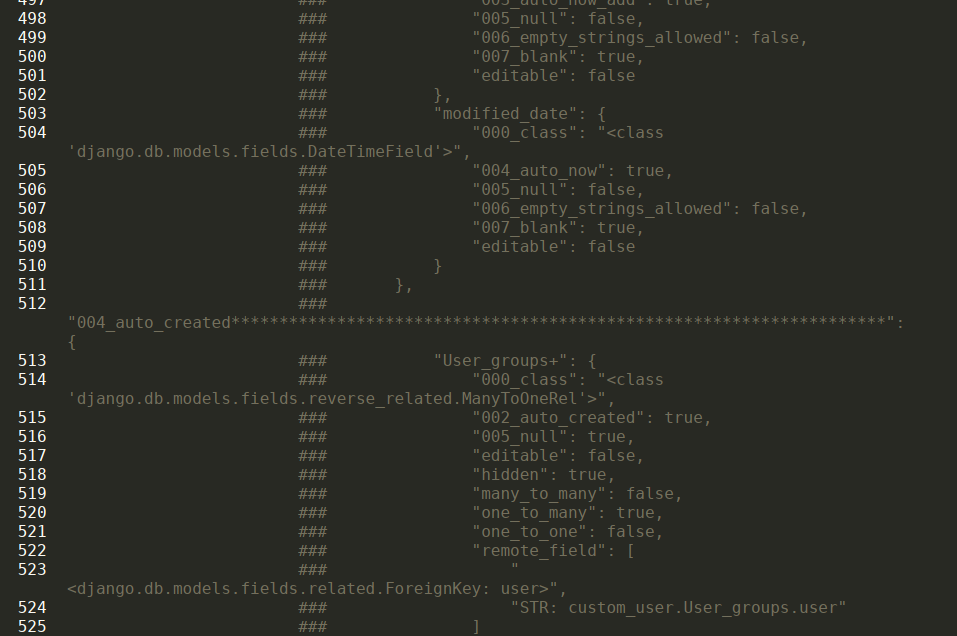 497 ### "003_auto_now_add": true,
498 ### "005_null": false,
499 ### "006_empty_strings_allowed": false,
500 ### "007_blank": true,
501 ### "editable": false
502 ### },
503 ### "modified_date": {
504 ### "000_class": "<class
'django.db.models.fields.DateTimeField'>",
505 ### "004_auto_now": true,
506 ### "005_null": false,
507 ### "006_empty_strings_allowed": false,
508 ### "007_blank": true,
509 ### "editable": false
510 ### }
511 ### },
512 ###
"004_auto_created********************************************************************":
{
513 ### "User_groups+": {
514 ### "000_class": "<class
'django.db.models.fields.reverse_related.ManyToOneRel'>",
515 ### "002_auto_created": true,
516 ### "005_null": true,
517 ### "editable": false,
518 ### "hidden": true,
519 ### "many_to_many": false,
520 ### "one_to_many": true,
521 ### "one_to_one": false,
522 ### "remote_field": [
523 ### "
<django.db.models.fields.related.ForeignKey: user>",
524 ### "STR: custom_user.User_groups.user"
525 ### ]